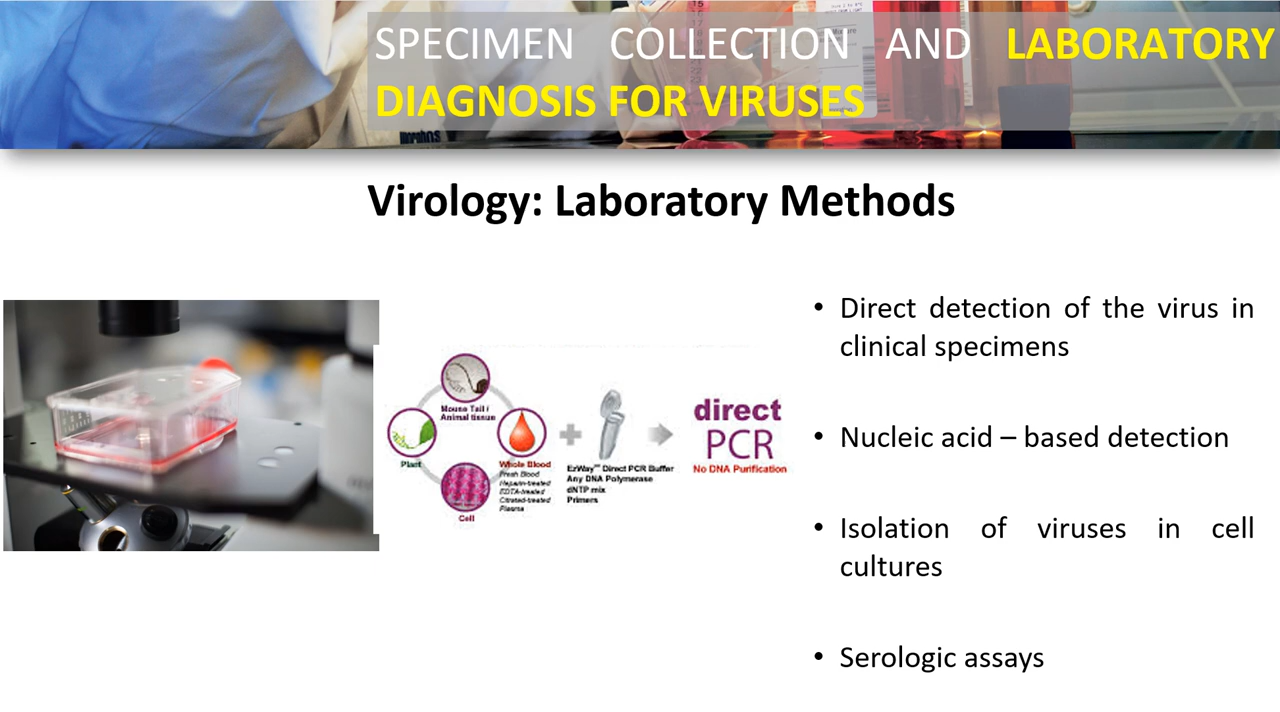 SPECIMEN COLLECTION AND LABORATORY
DIAGNOSIS FOR VIRUSES
Virology: Laboratory Methods
• Direct detection of the virus in
clinical specimens
• Nucleic acid – based detection
• Isolation of viruses in cell
cultures
• Serologic assays
Mouse Tail /
Animal tissue
Plant
Whole Blood
Fresh Blood
Heparin-treated
EDTA-treated
Citrated-treated
Plasma
Cell
EzWay™ Direct PCR Buffer
Any DNA Polymerase
dNTP mix
Primers
direct
PCR
No DNA Purification